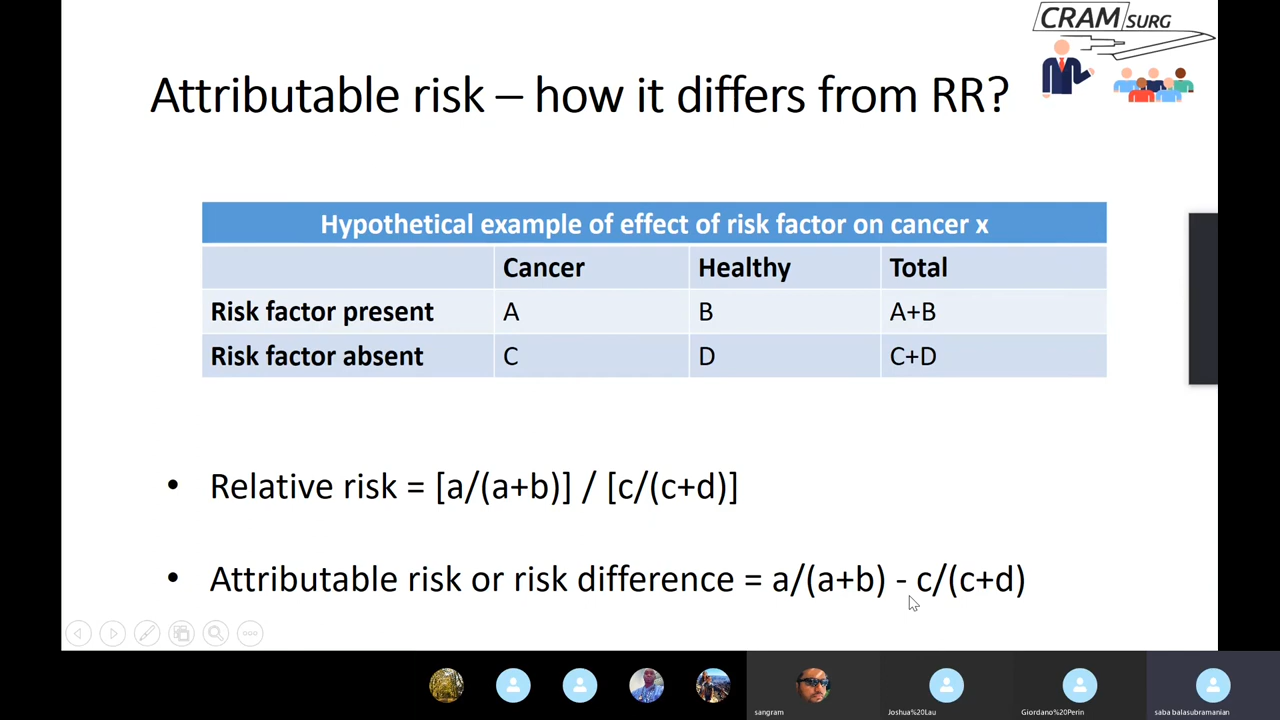 CRAM SURG
Attributable risk – how it differs from RR?
Hypothetical example of effect of risk factor on cancer x
Cancer Healthy Total
Risk factor present A B A+B
Risk factor absent C D C+D
• Relative risk = [a/(a+b)] / [c/(c+d)]
• Attributable risk or risk difference = a/(a+b) - c/(c+d)
sangram Joshua%20Lau Giordano%20Perin saba balasubramanian